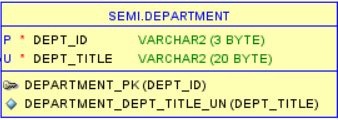 SEMI.DEPARTMENT
P * DEPT_ID VARCHAR2 (3 BYTE)
U * DEPT_TITLE VARCHAR2 (20 BYTE)
DEPARTMENT_PK (DEPT_ID)
DEPARTMENT_DEPT_TITLE_UN (DEPT_TITLE)